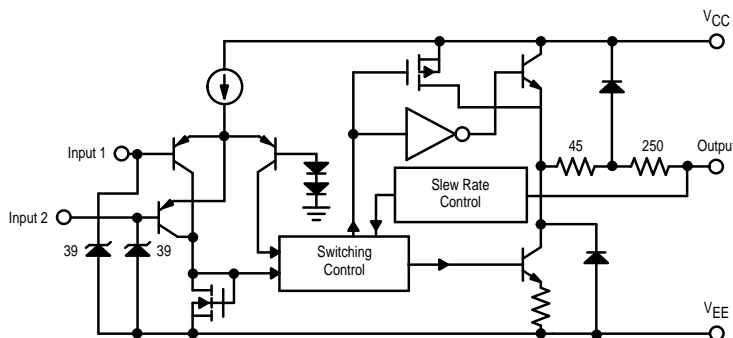 VCC
Input 1
45
250
Output
Slew Rate
Control
Input 2
39
39
Switching
Control
VEE